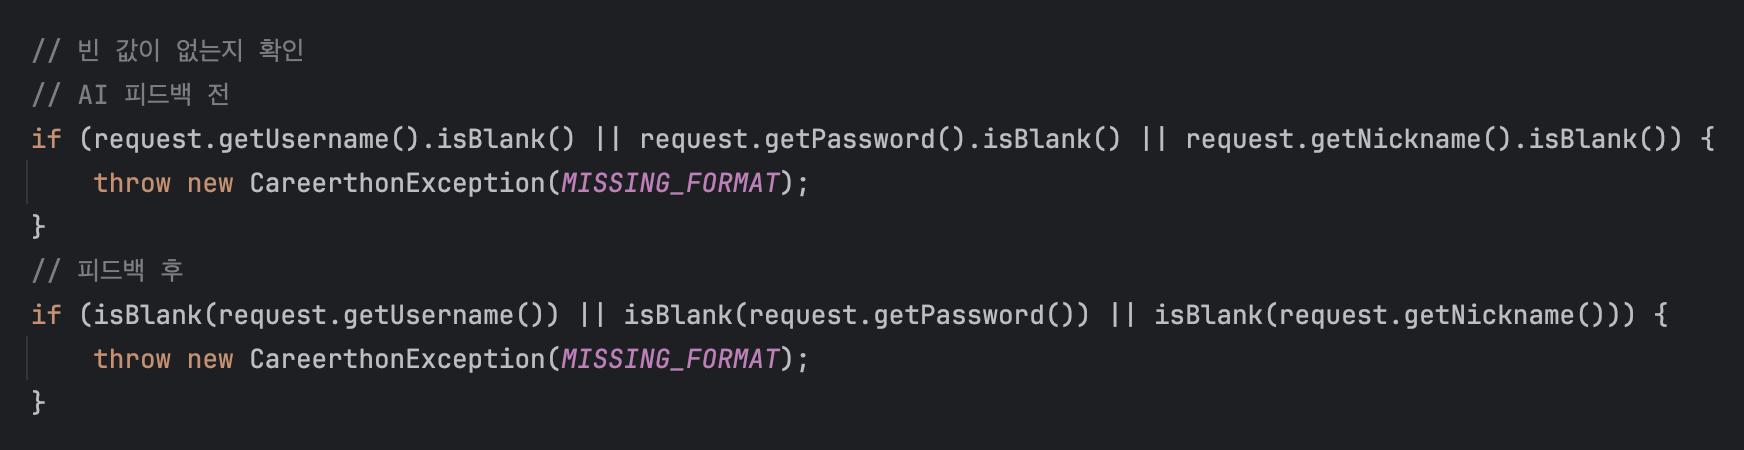 // 빈 값이 없는지 확인
// AI 피드백 전
if (request.getUsername().isBlank() || request.getPassword().isBlank() || request.getNickname().isBlank()) {
    throw new CareerthonException(MISSING_FORMAT);
}
// 피드백 후
if (isBlank(request.getUsername()) || isBlank(request.getPassword()) || isBlank(request.getNickname())) {
    throw new CareerthonException(MISSING_FORMAT);
}